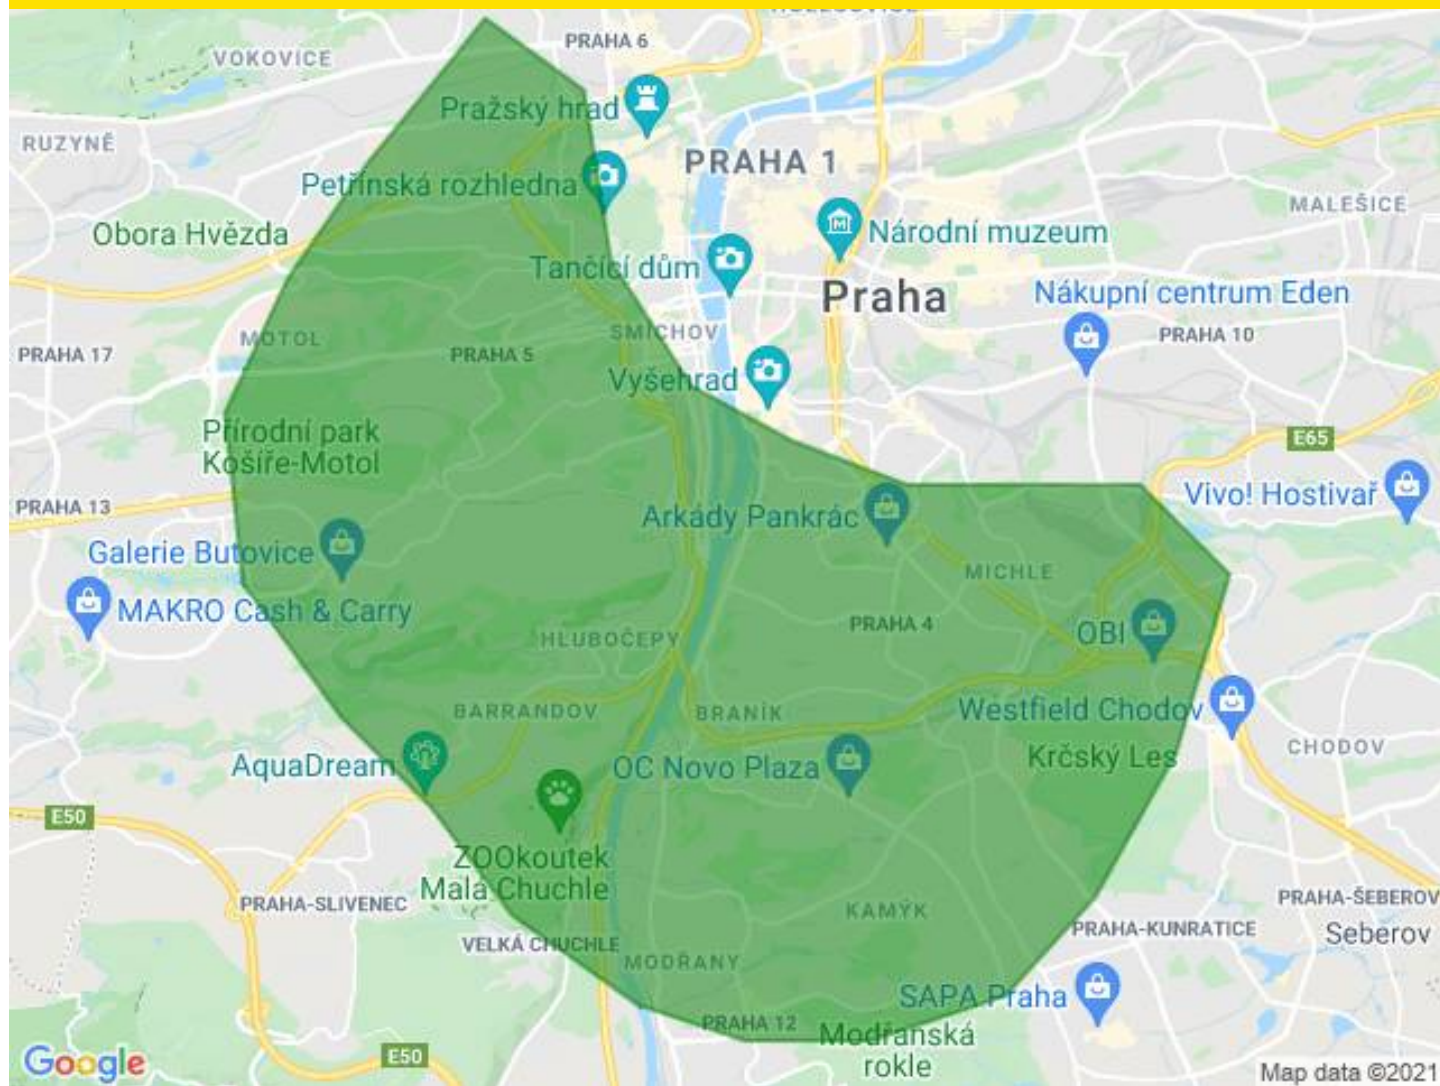 PRAHA 6
VOKOVICE
Pražský hrad
RUZYNĚ
PRAHA 1
Petřínská rozhledna
MALEŠICE
Obora Hvězda
Národní muzeum
Tančící dům
Praha
Nákupní centrum Eden
MOTOL
SMÍCHOV
PRAHA 17
PRAHA 5
PRAHA 10
Vyšehrad
Přírodní park
Košíře-Motol
E65
Vivo! Hostivař
PRAHA 13
Arkády Pankrác
Galerie Butovice
MICHLE
MAKRO Cash & Carry
PRAHA 4
OBI
HLUBOČEPY
BARRANDOV
BRANÍK
Westfield Chodov
CHODOV
Krčský Les
AquaDream
OC Novo Plaza
E50
ZOOkoutek
Malá Chuchle
PRAHA-SLIVENEC
KAMÝK
PRAHA-ŠEBEROV
PRAHA-KUNRATICE
Šeberov
VELKÁ CHUCHLE
MODŘANY
SAPA Praha
PRAHA 12
Modřanská
rokle
E50
Google
Map data ©2021